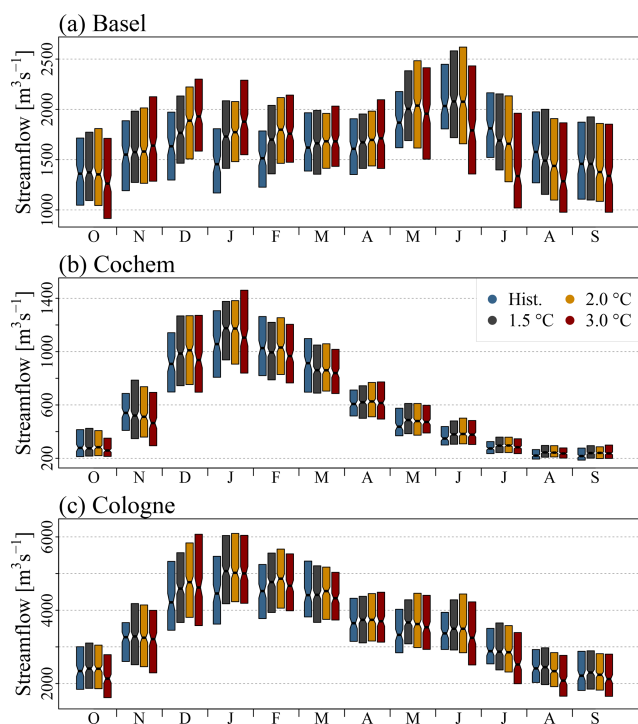 (a) Basel
Streamflow [m³s⁻¹]
2500
2000
1500
1000
O N D J F M A M J J A S
(b) Cochem
Streamflow [m³s⁻¹]
1400
1000
600
200
Hist. 2.0 °C
1.5 °C 3.0 °C
O N D J F M A M J J A S
(c) Cologne
Streamflow [m³s⁻¹]
6000
4000
2000
O N D J F M A M J J A S